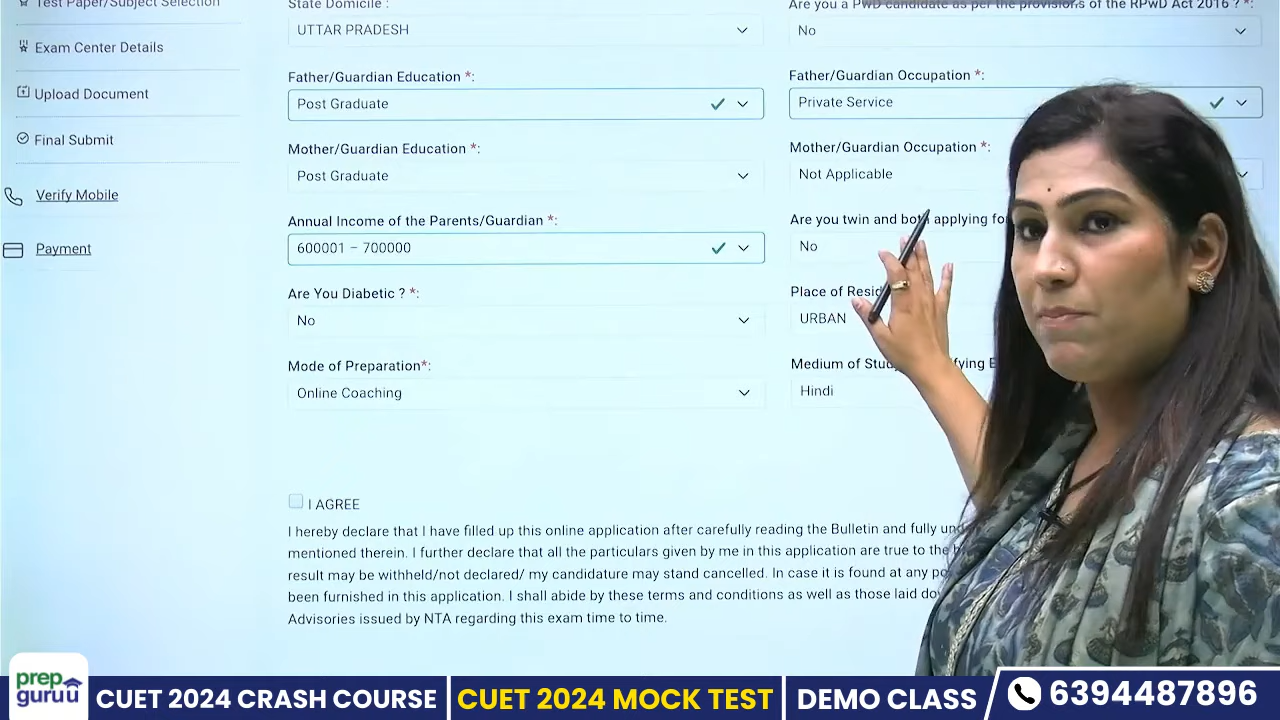 Test Paper/Subject Selection
Exam Center Details
Upload Document
Final Submit
Verify Mobile
Payment
State Domicile :
UTTAR PRADESH
Are you a PwD candidate as per the provisions of the RPwD Act 2016 ? *:
No
Father/Guardian Education *:
Post Graduate
Father/Guardian Occupation *:
Private Service
Mother/Guardian Education *:
Post Graduate
Mother/Guardian Occupation *:
Not Applicable
Annual Income of the Parents/Guardian *:
600001 – 700000
Are you twin and both applying for
No
Are You Diabetic ? *:
No
Place of Resid
URBAN
Mode of Preparation*:
Online Coaching
Medium of
Hindi
I AGREE
I hereby declare that I have filled up this online application after carefully reading the Bulletin and fully und
mentioned therein. I further declare that all the particulars given by me in this application are true to the b
result may be withheld/not declared/ my candidature may stand cancelled. In case it is found at any po
been furnished in this application. I shall abide by these terms and conditions as well as those laid dow
Advisories issued by NTA regarding this exam time to time.
prep
guruu
CUET 2024 CRASH COURSE
CUET 2024 MOCK TEST
DEMO CLASS
6394487896